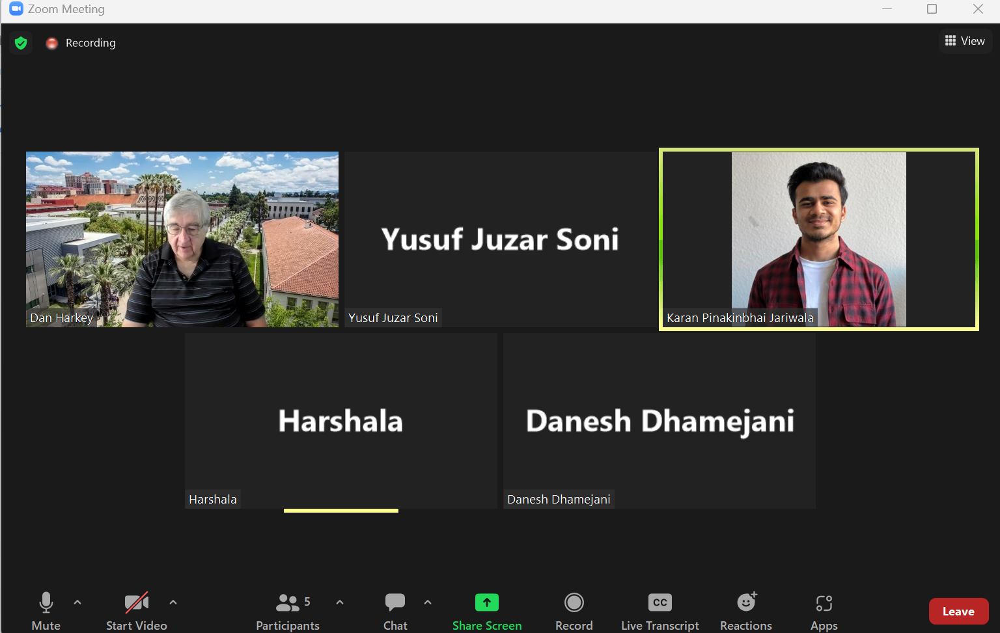 Zoom Meeting
Recording
View
Dan Harkey
Yusuf Juzar Soni
Yusuf Juzar Soni
Karan Pinakinbhai Jariwala
Harshala
Harshala
Danesh Dhamejani
Danesh Dhamejani
5
CC
Mute
Start Video
Participants
Chat
Share Screen
Record
Live Transcript
Reactions
Apps
Leave